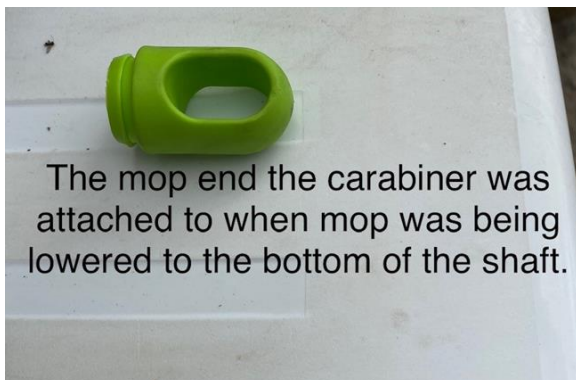 The mop end the carabiner was
attached to when mop was being
lowered to the bottom of the shaft.